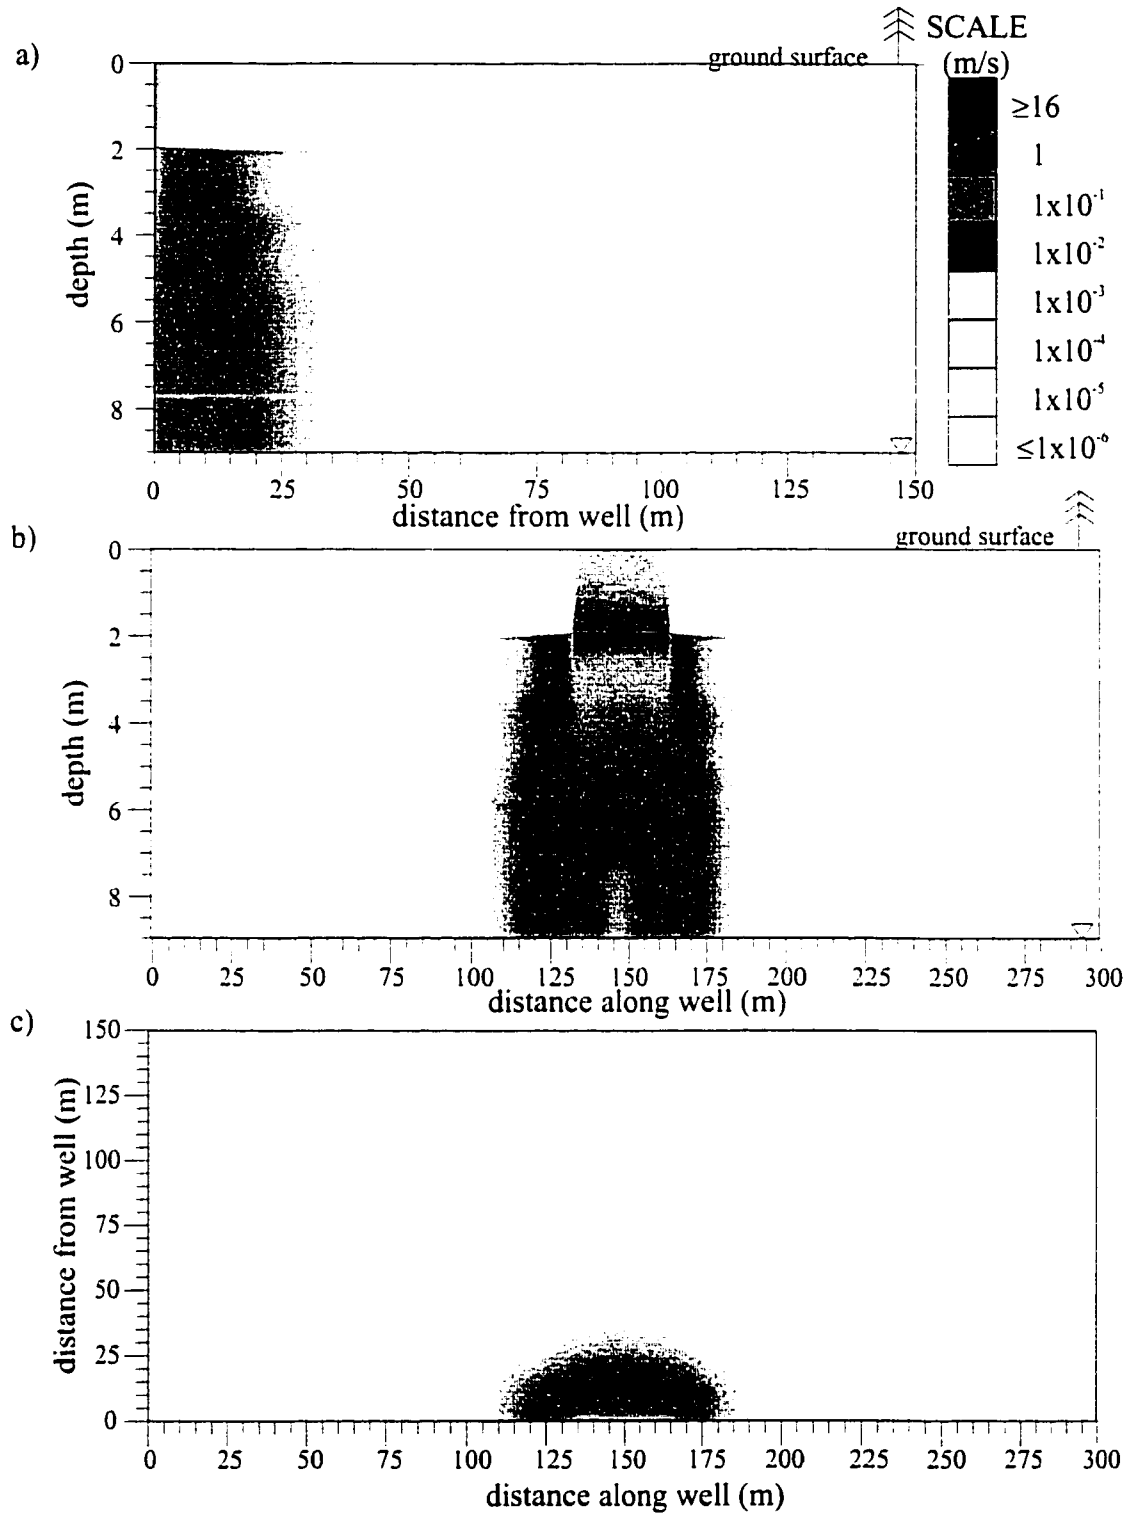 a)
ground surface
SCALE
(m/s)
≥16
1
1x10⁻¹
1x10⁻²
1x10⁻³
1x10⁻⁴
1x10⁻⁵
≤1x10⁻⁶
0
2
4
6
8
depth (m)
0 25 50 75 100 125 150
distance from well (m)
b)
ground surface
0
2
4
6
8
depth (m)
0 25 50 75 100 125 150 175 200 225 250 275 300
distance along well (m)
c)
150
125
100
75
50
25
0
distance from well (m)
0 25 50 75 100 125 150 175 200 225 250 275 300
distance along well (m)